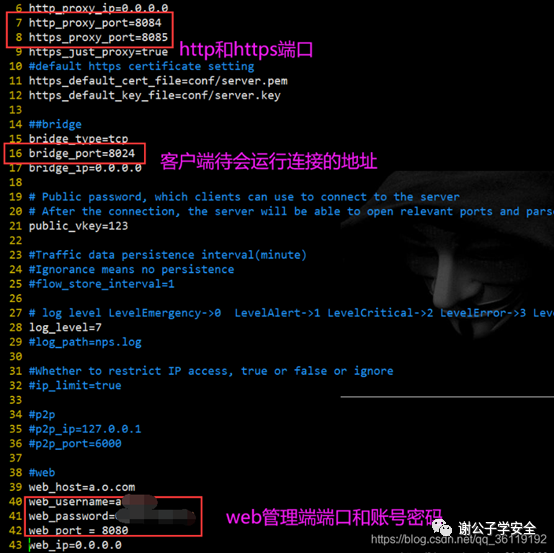 6 http_proxy_ip=0.0.0.0
7 http_proxy_port=8084
8 https_proxy_port=8085
9 https_just_proxy=true
http和https端口
10 #default https certificate setting
11 https_default_cert_file=conf/server.pem
12 https_default_key_file=conf/server.key
13
14 ##bridge
15 bridge_type=tcp
16 bridge_port=8024
客户端待会运行连接的地址
17 bridge_ip=0.0.0.0
18
19 # Public password, which clients can use to connect to the server
20 # After the connection, the server will be able to open relevant ports and pars
21 public_vkey=123
22
23 #Traffic data persistence interval(minute)
24 #Ignorance means no persistence
25 #flow_store_interval=1
26
27 # log level LevelEmergency->0  LevelAlert->1 LevelCritical->2 LevelError->3 Lev
28 log_level=7
29 #log_path=nps.log
30
31 #Whether to restrict IP access, true or false or ignore
32 #ip_limit=true
33
34 #p2p
35 #p2p_ip=127.0.0.1
36 #p2p_port=6000
37
38 #web
39 web_host=a.o.com
40 web_username=a
41 web_password=
web管理端端口和账号密码
42 web_port = 8080
43 web_ip=0.0.0.0
谢公子学安全
https://blog.csdn.net/qq_36119192